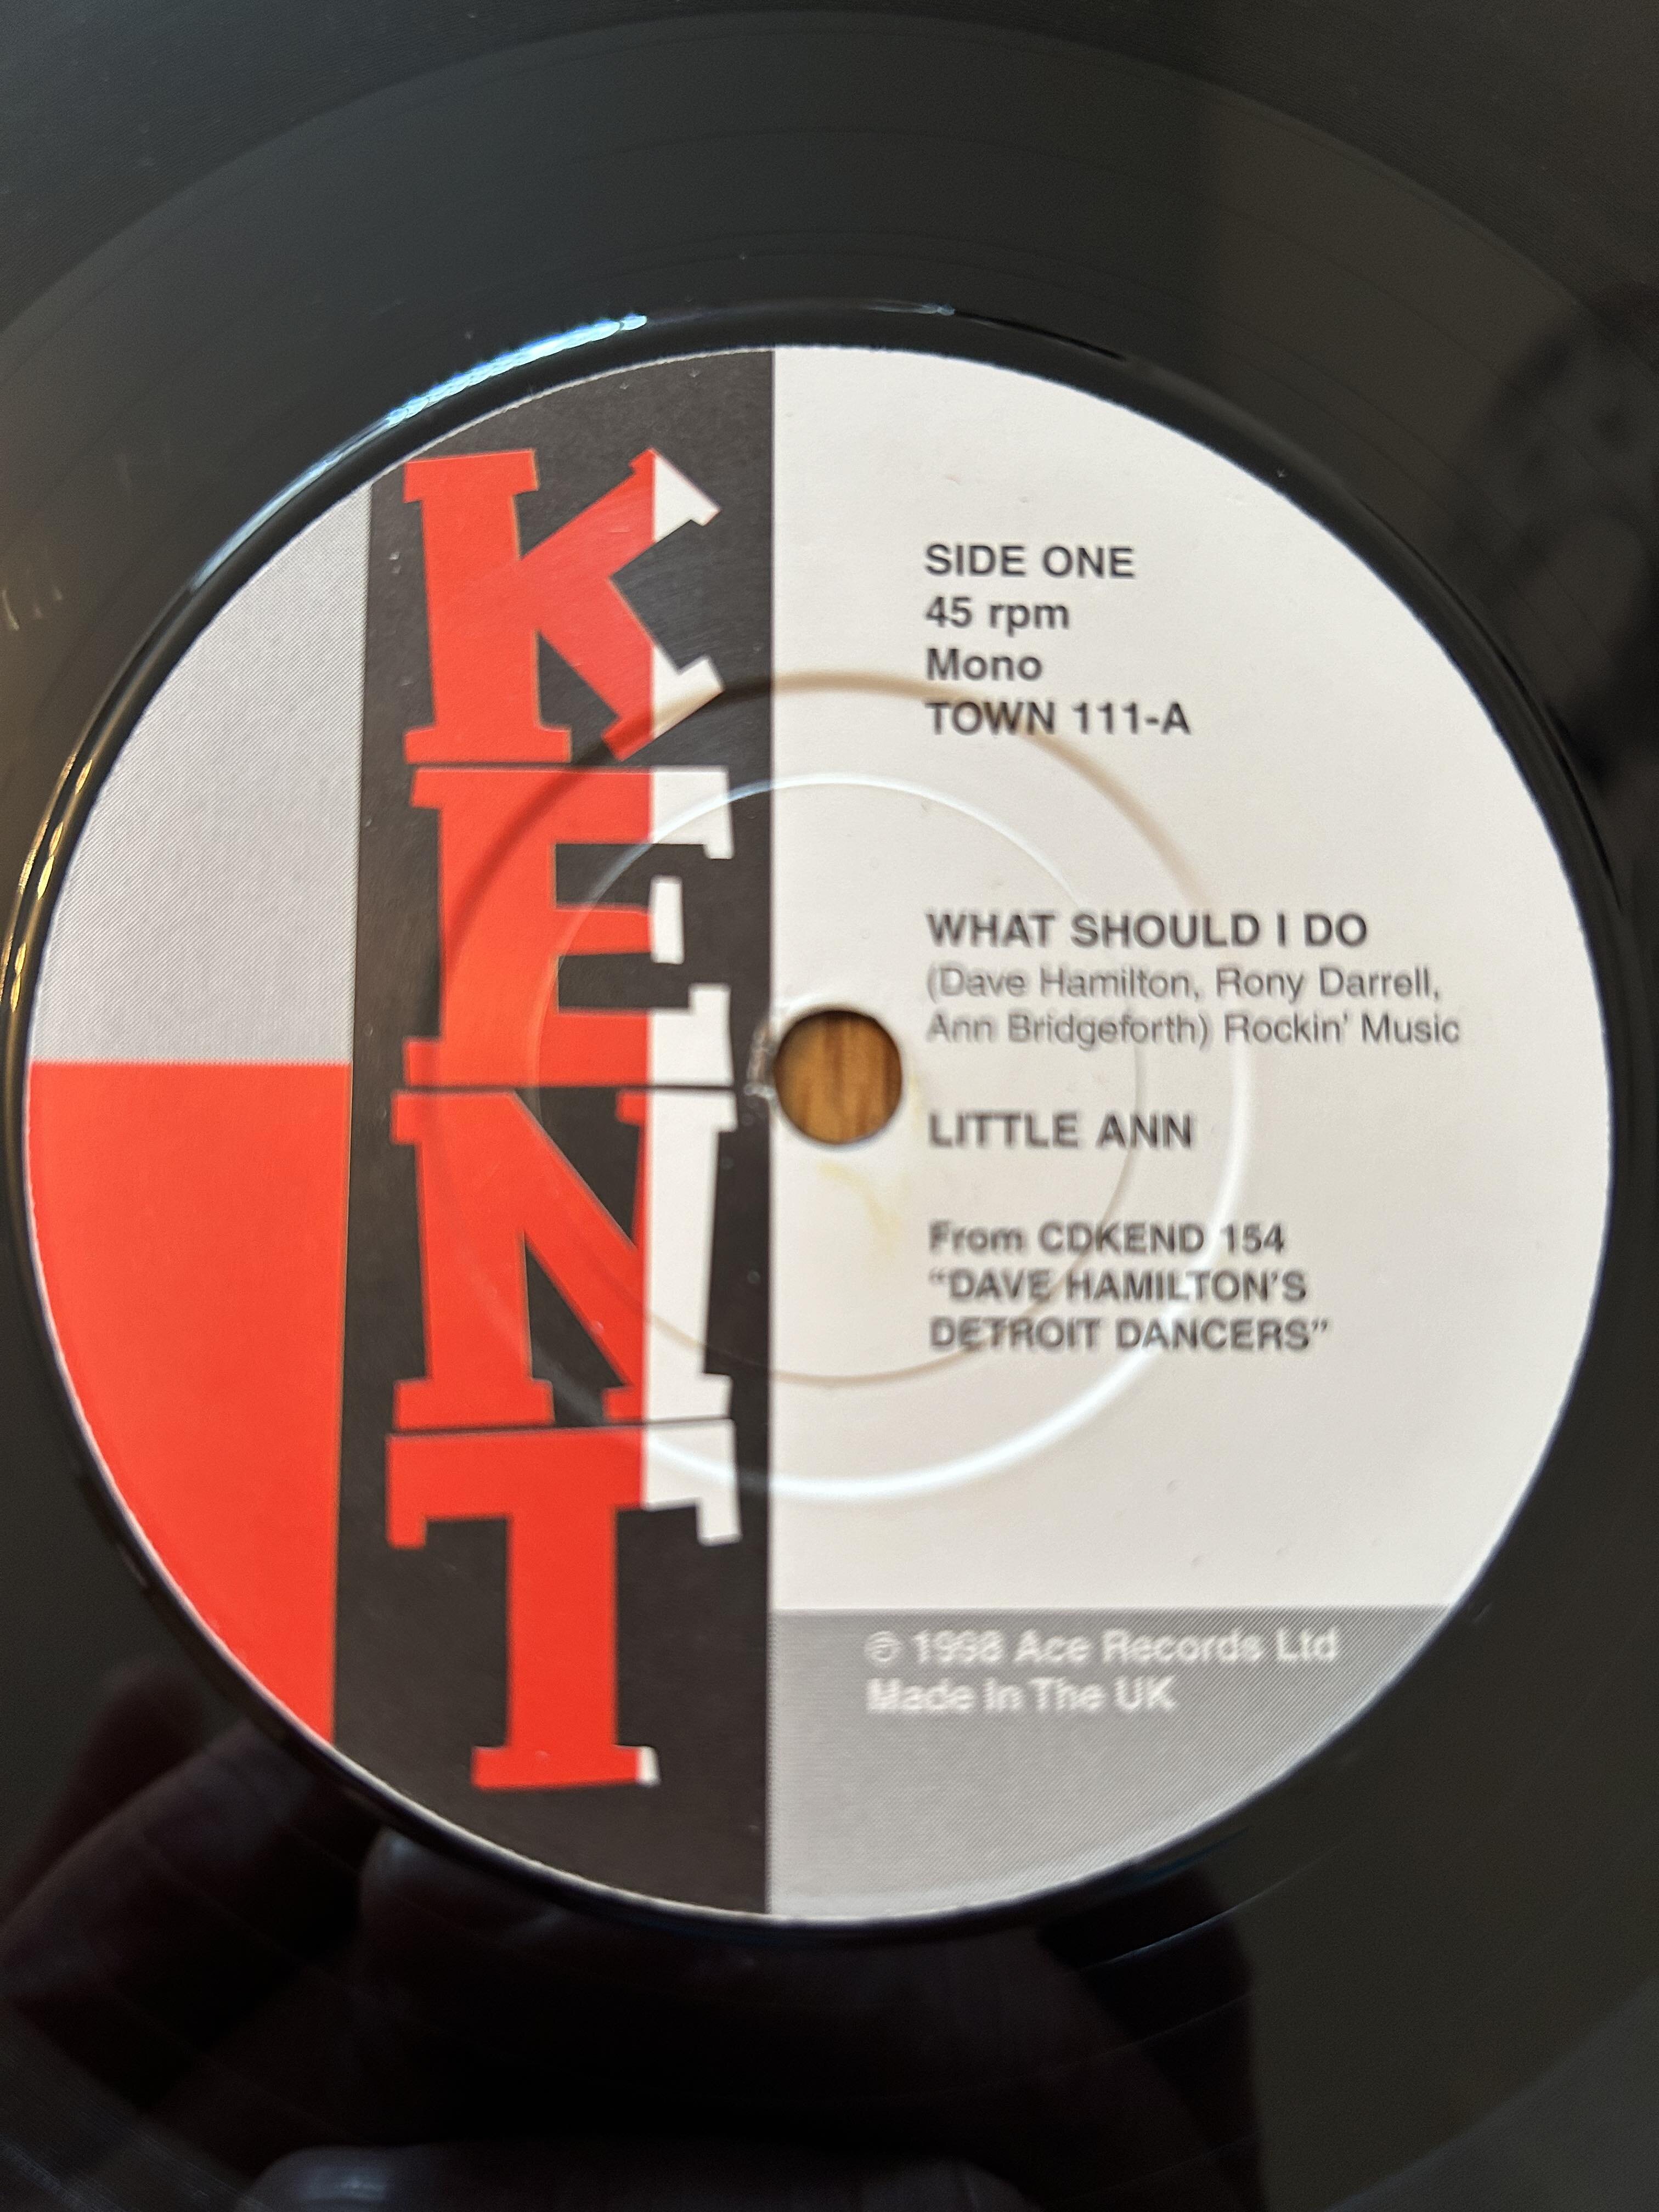 KENT
SIDE ONE
45 rpm
Mono
TOWN 111-A
WHAT SHOULD I DO
(Dave Hamilton, Rony Darrell,
Ann Bridgeforth) Rockin' Music
LITTLE ANN
From CDKEND 154
“DAVE HAMILTON'S
DETROIT DANCERS”
℗ 1998 Ace Records Ltd
Made In The UK